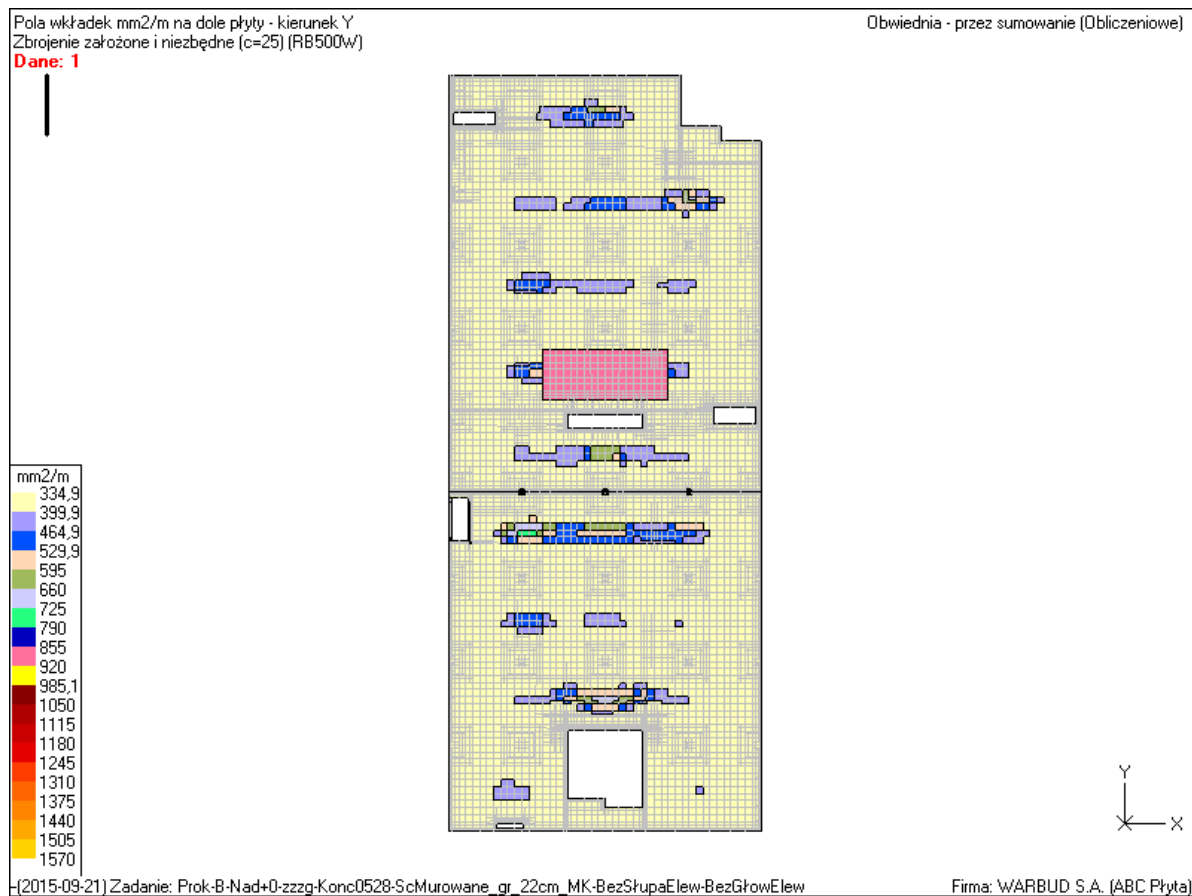 Pola wkładek mm2/m na dole płyty - kierunek Y
Obwiednia - przez sumowanie (Obliczeniowe)
Zbrojenie założone i niezbędne (c=25) (RB500W)
Dane: 1
mm2/m
334,9
399,9
464,9
529,9
595
660
725
790
855
920
985,1
1050
1115
1180
1245
1310
1375
1440
1505
1570
Y
X
(2015-09-21) Zadanie: Prok-B-Nad+0-zzzg-Konc0528-ScMurowane_gr_22cm_MK-BezSłupaElew-BezGłowElew
Firma: WARBUD S.A. (ABC Płyta)